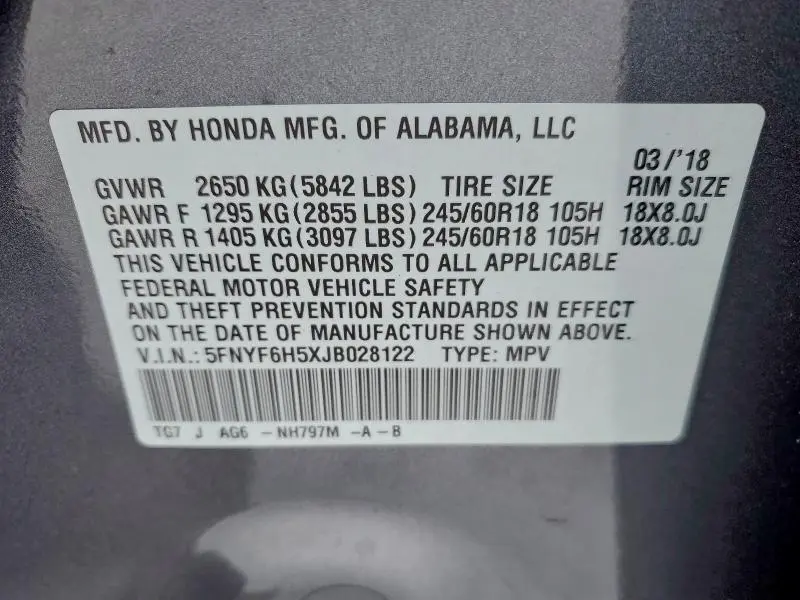 MFD. BY HONDA MFG. OF ALABAMA, LLC
03/'18
GVWR 2650 KG (5842 LBS) TIRE SIZE RIM SIZE
GAWR F 1295 KG (2855 LBS) 245/60R18 105H 18X8.0J
GAWR R 1405 KG (3097 LBS) 245/60R18 105H 18X8.0J
THIS VEHICLE CONFORMS TO ALL APPLICABLE
FEDERAL MOTOR VEHICLE SAFETY
AND THEFT PREVENTION STANDARDS IN EFFECT
ON THE DATE OF MANUFACTURE SHOWN ABOVE.
V.I.N.: 5FNYF6H5XJB028122 TYPE: MPV
TG7 J AG6 -NH797M -A -B